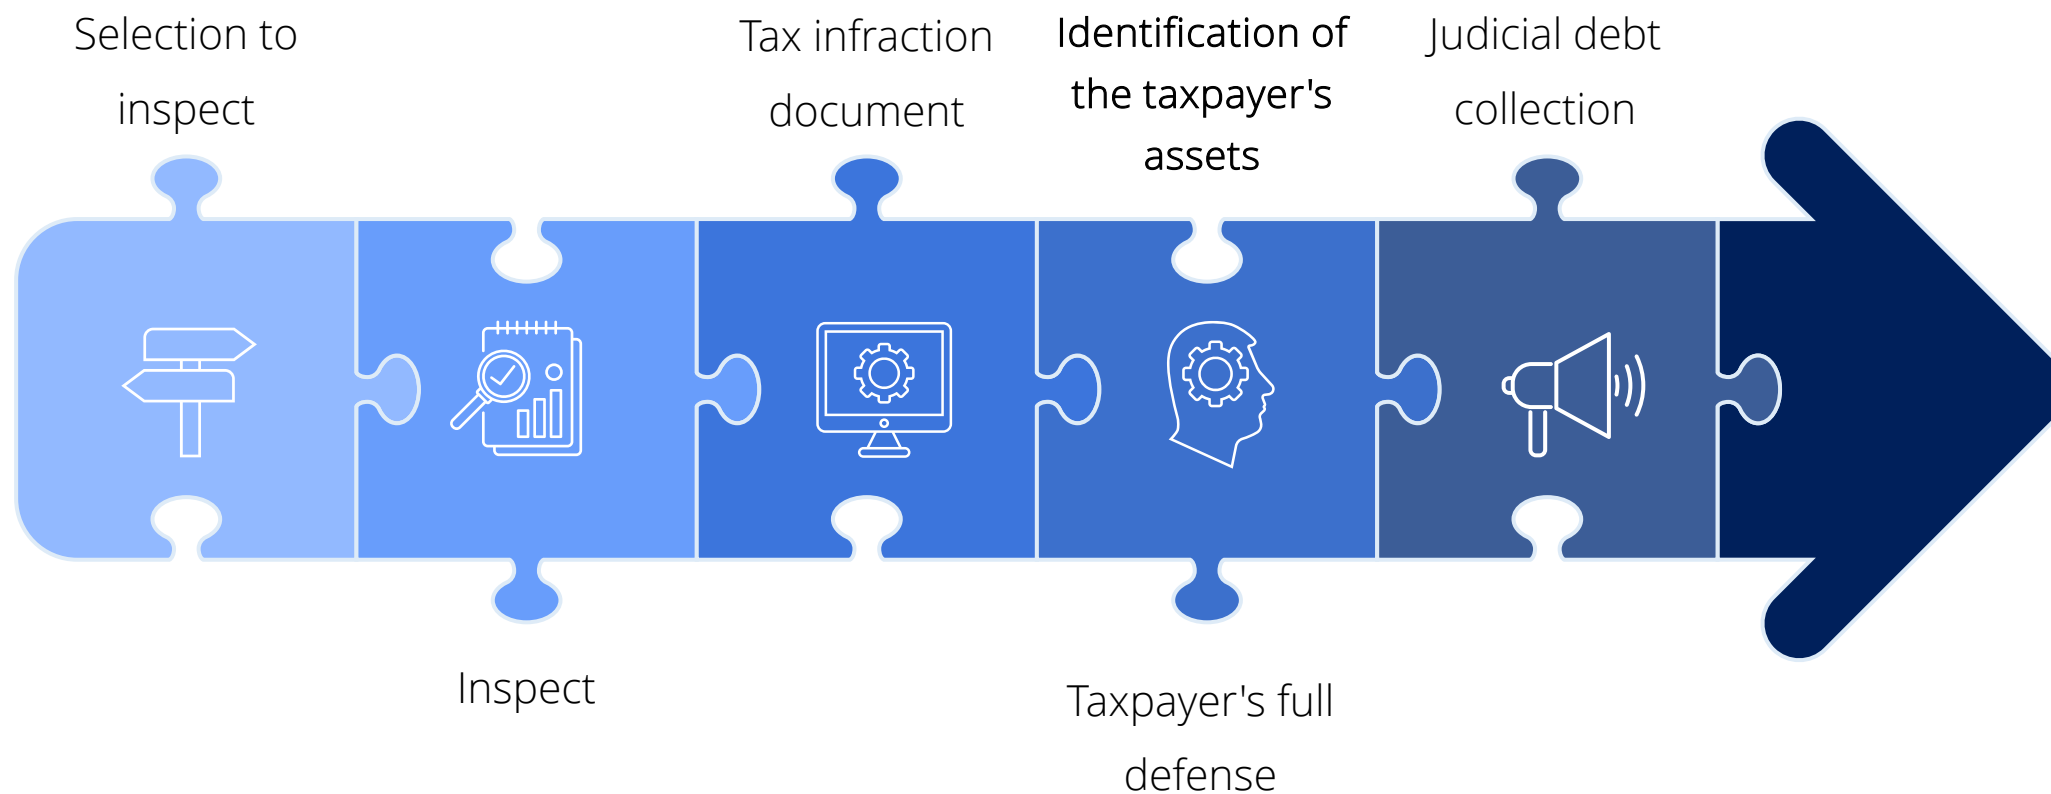 Selection to
inspect
Inspect
Tax infraction
document
Identification of
the taxpayer's
assets
Taxpayer's full
defense
Judicial debt
collection